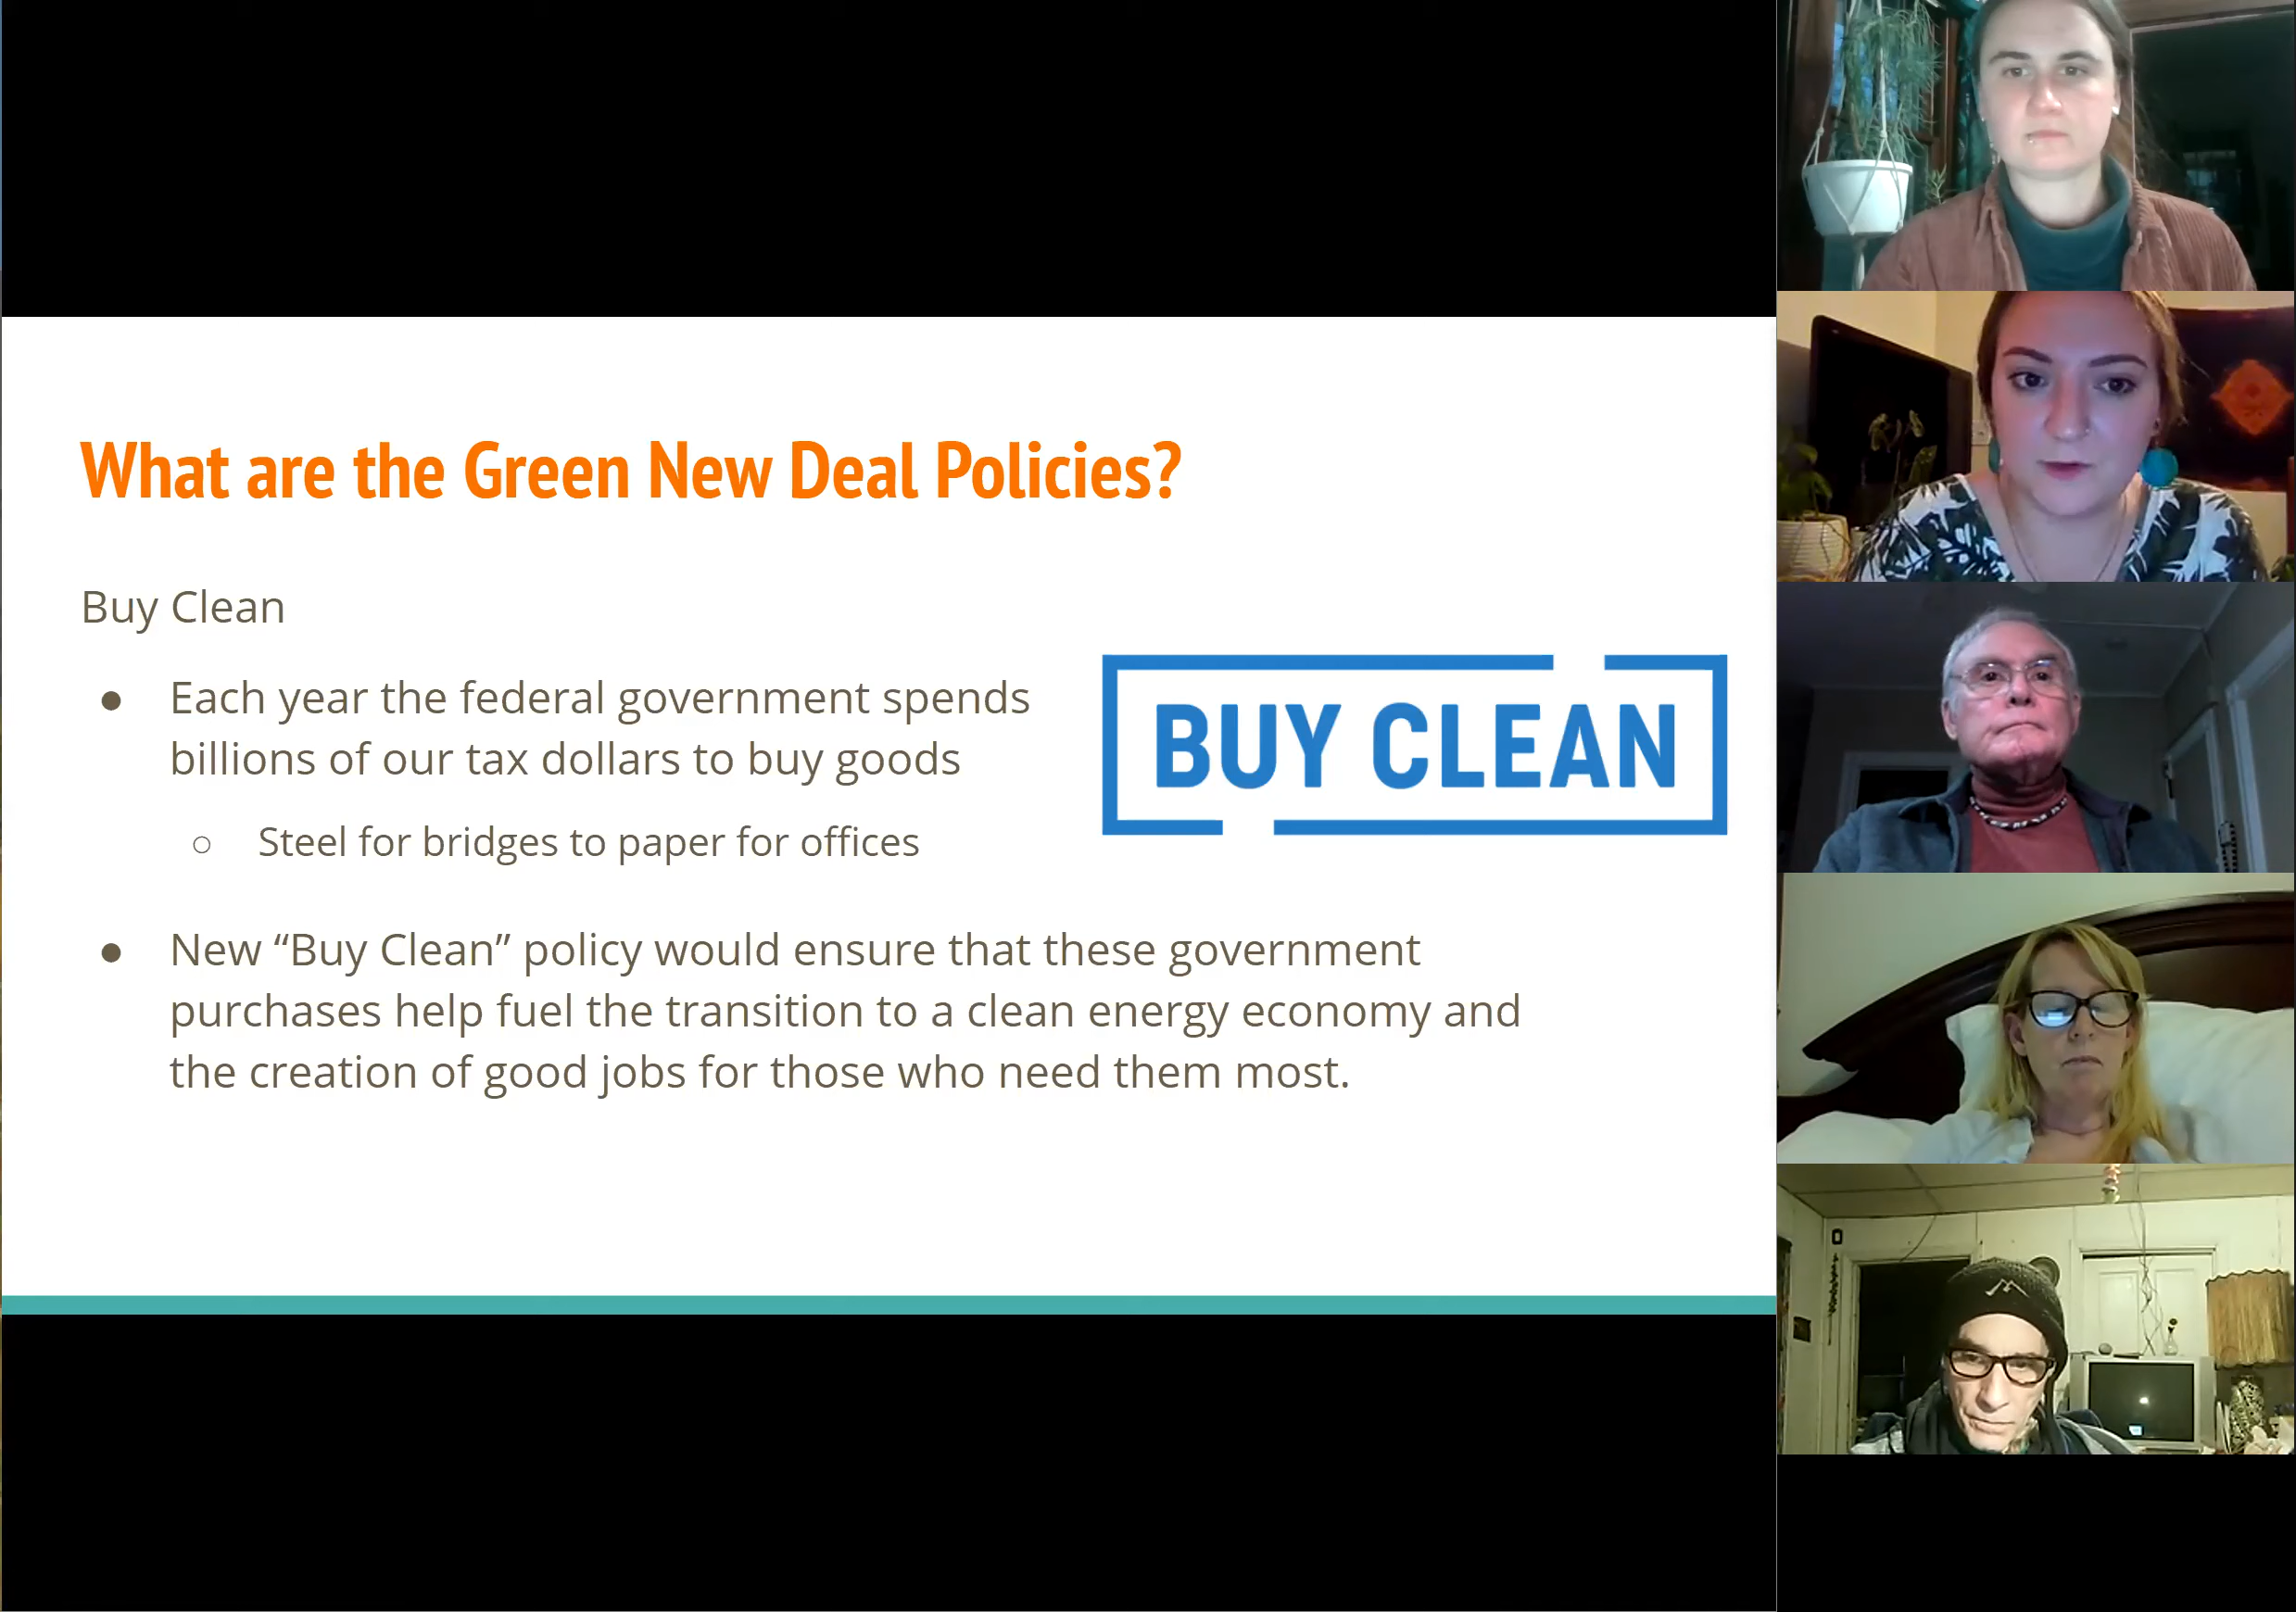 What are the Green New Deal Policies?
Buy Clean
● Each year the federal government spends
billions of our tax dollars to buy goods
○ Steel for bridges to paper for offices
BUY CLEAN
● New “Buy Clean” policy would ensure that these government
purchases help fuel the transition to a clean energy economy and
the creation of good jobs for those who need them most.